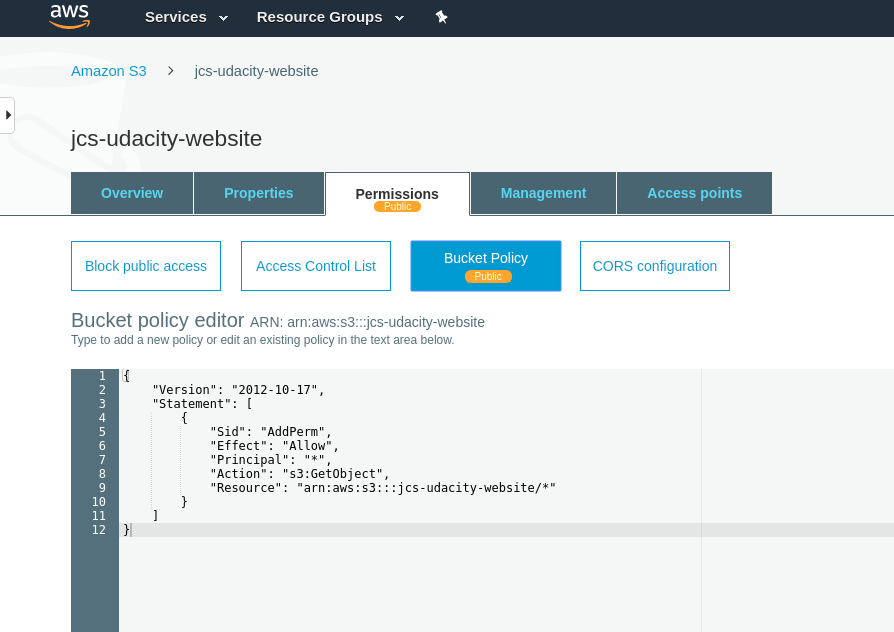 aws Services Resource Groups
Amazon S3 jcs-udacity-website
jcs-udacity-website
Overview Properties Permissions Management Access points
Public
Block public access Access Control List Bucket Policy CORS configuration
Public
Bucket policy editor ARN: arn:aws:s3:::jcs-udacity-website
Type to add a new policy or edit an existing policy in the text area below.
1 {
2 "Version": "2012-10-17",
3 "Statement": [
4 {
5 "Sid": "AddPerm",
6 "Effect": "Allow",
7 "Principal": "*",
8 "Action": "s3:GetObject",
9 "Resource": "arn:aws:s3:::jcs-udacity-website/*"
10 }
11 ]
12 }